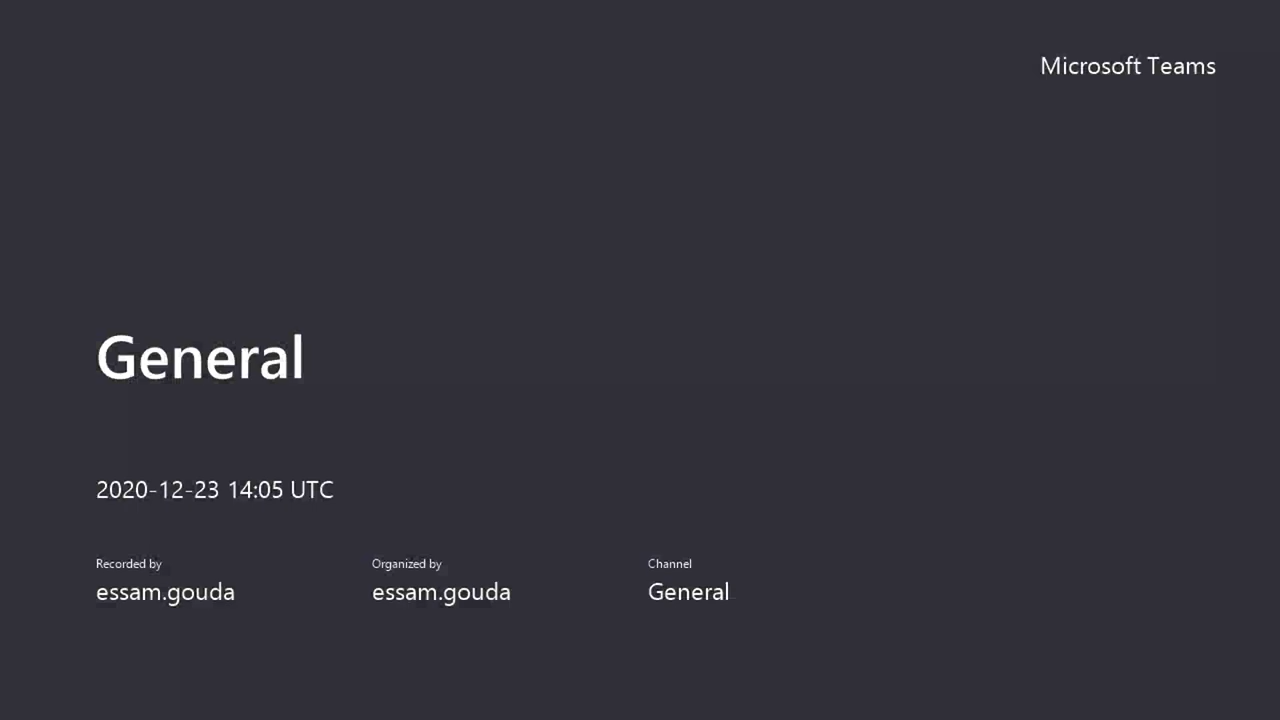 Microsoft Teams
General
2020-12-23 14:05 UTC
Recorded by
essam.gouda
Organized by
essam.gouda
Channel
General